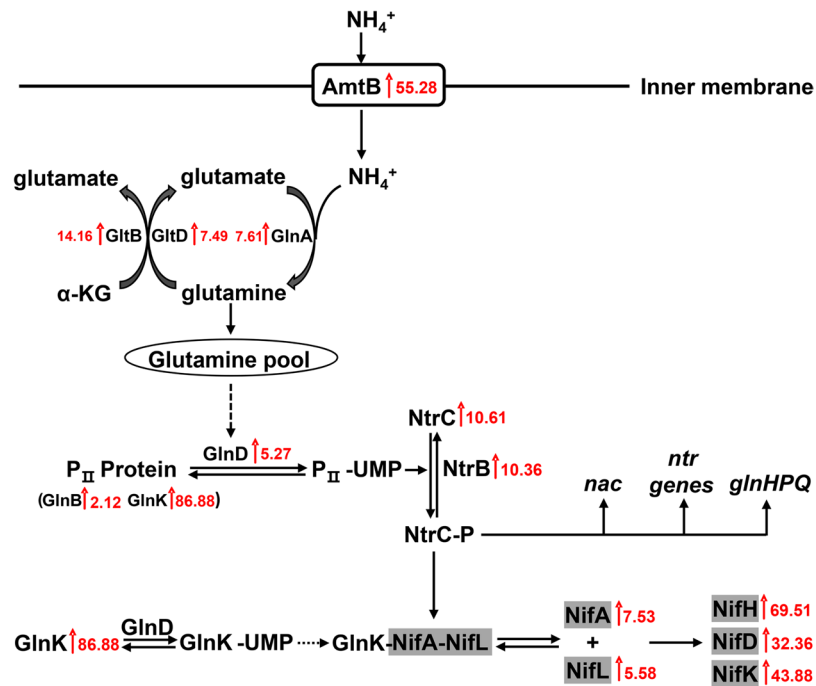 NH₄⁺
AmtB ↑55.28
Inner membrane
glutamate glutamate NH₄⁺
14.16 ↑GltB GltD ↑7.49 7.61↑GlnA
α-KG glutamine
Glutamine pool
NtrC↑10.61
GlnD ↑5.27
P_II Protein P_II -UMP NtrB↑10.36
(GlnB↑2.12 GlnK↑86.88)
nac ntr genes glnHPQ
NtrC-P
GlnK↑86.88 GlnD GlnK -UMP GlnK-NifA-NifL
NifA↑7.53
+
NifL↑5.58
NifH↑69.51
NifD↑32.36
NifK↑43.88